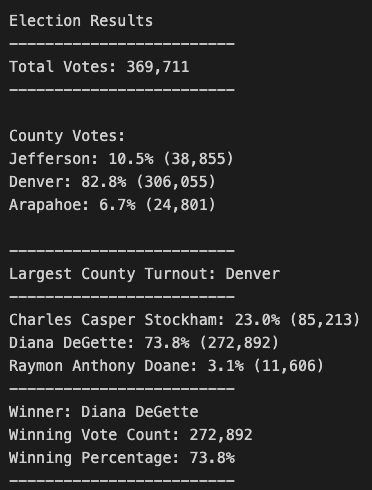 Election Results
-------------------------
Total Votes: 369,711
-------------------------
County Votes:
Jefferson: 10.5% (38,855)
Denver: 82.8% (306,055)
Arapahoe: 6.7% (24,801)
-------------------------
Largest County Turnout: Denver
-------------------------
Charles Casper Stockham: 23.0% (85,213)
Diana DeGette: 73.8% (272,892)
Raymon Anthony Doane: 3.1% (11,606)
-------------------------
Winner: Diana DeGette
Winning Vote Count: 272,892
Winning Percentage: 73.8%
-------------------------